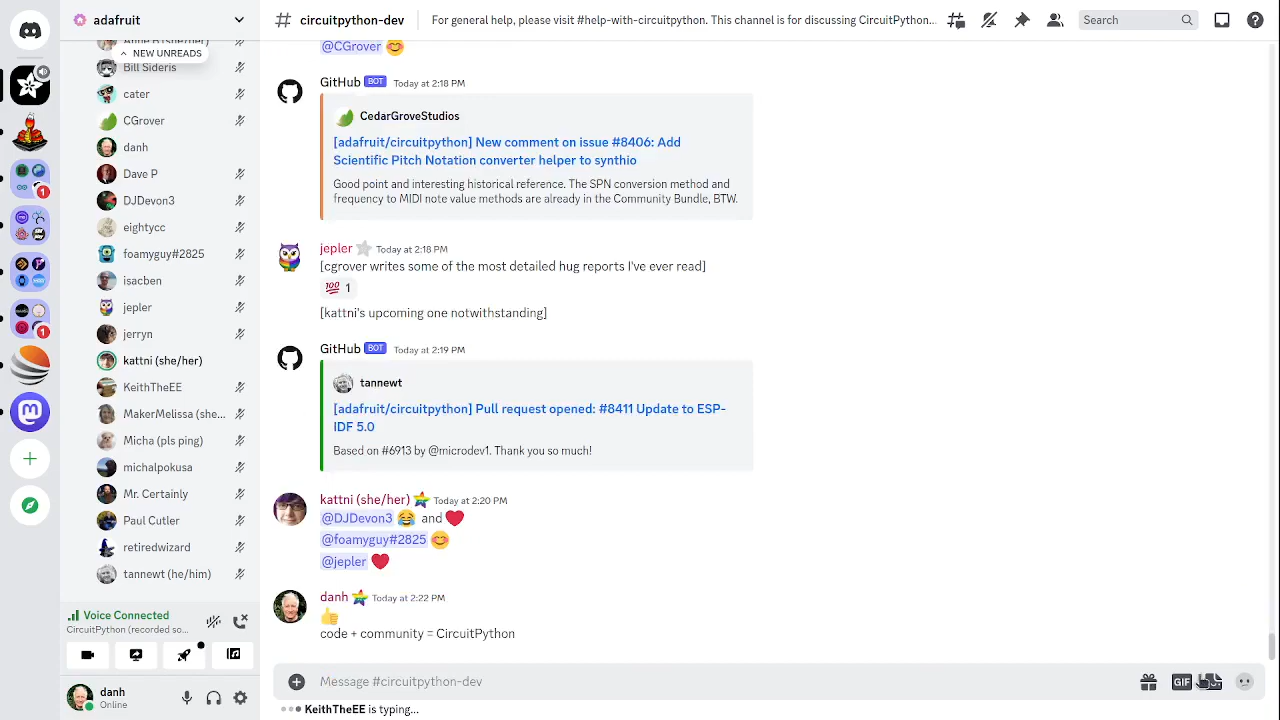 adafruit
NEW UNREADS
Bill Sideris
cater
CGrover
danh
Dave P
DJDevon3
eightycc
foamyguy#2825
isacben
jepler
jerryn
kattni (she/her)
KeithTheEE
MakerMelissa (she...
Micha (pls ping)
michalpokusa
Mr. Certainly
Paul Cutler
retiredwizard
tannewt (he/him)
Voice Connected
CircuitPython (recorded so...
danh
Online
1
1
# circuitpython-dev
For general help, please visit #help-with-circuitpython. This channel is for discussing CircuitPython...
Search
@CGrover
GitHub BOT Today at 2:18 PM
CedarGroveStudios
[adafruit/circuitpython] New comment on issue #8406: Add
Scientific Pitch Notation converter helper to synthio
Good point and interesting historical reference. The SPN conversion method and
frequency to MIDI note value methods are already in the Community Bundle, BTW.
jepler Today at 2:18 PM
[cgrover writes some of the most detailed hug reports I've ever read]
💯 1
[kattni's upcoming one notwithstanding]
GitHub BOT Today at 2:19 PM
tannewt
[adafruit/circuitpython] Pull request opened: #8411 Update to ESP-
IDF 5.0
Based on #6913 by @microdev1. Thank you so much!
kattni (she/her) Today at 2:20 PM
@DJDevon3 😂 and ❤️
@foamyguy#2825 😊
@jepler ❤️
danh Today at 2:22 PM
👍
code + community = CircuitPython
Message #circuitpython-dev
GIF
KeithTheEE is typing...